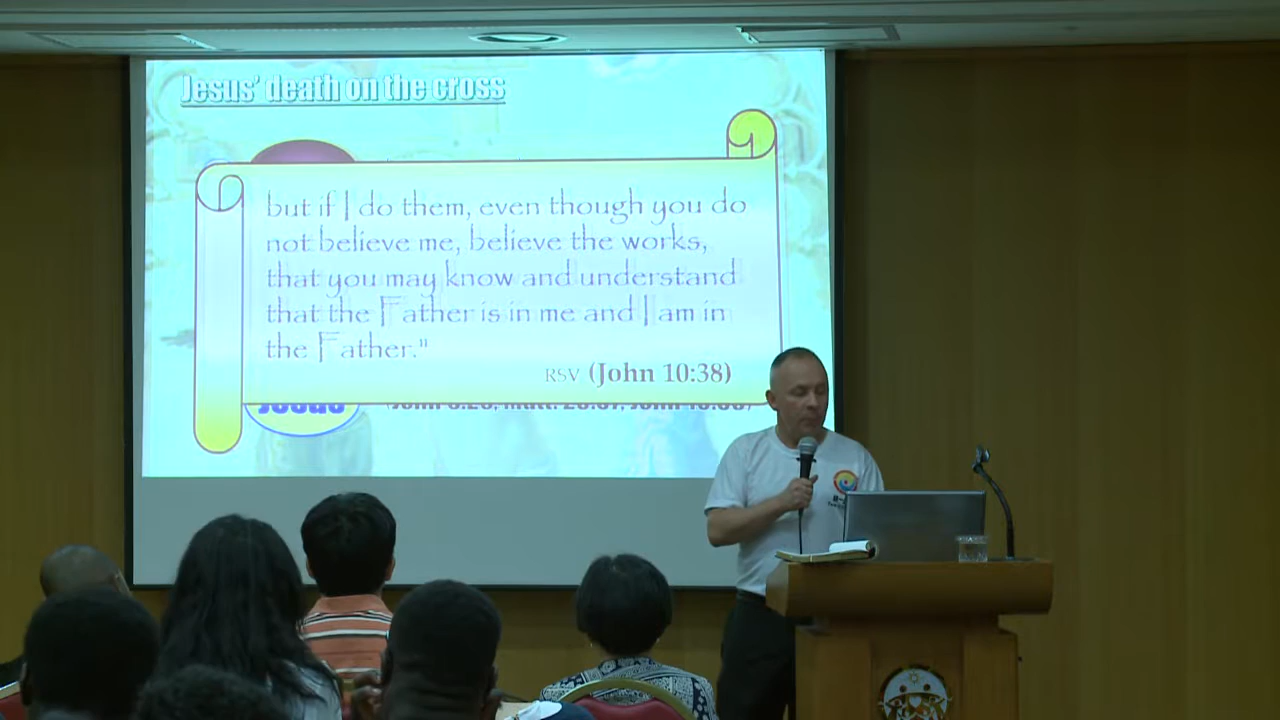 Jesus' death on the cross
but if I do them, even though you do
not believe me, believe the works,
that you may know and understand
that the Father is in me and I am in
the Father."
RSV (John 10:38)
Jesus